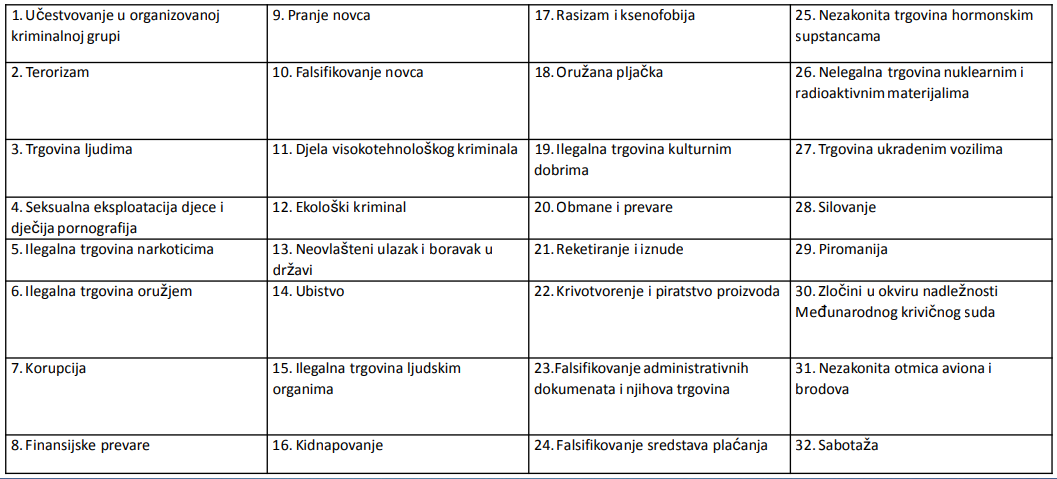 1. Učestvovanje u organizovanoj
kriminalnoj grupi
9. Pranje novca
17. Rasizam i ksenofobija
25. Nezakonita trgovina hormonskim
supstancama
2. Terorizam
10. Falsifikovanje novca
18. Oružana pljačka
26. Nelegalna trgovina nuklearnim i
radioaktivnim materijalima
3. Trgovina ljudima
11. Djela visokotehnološkog kriminala
19. Ilegalna trgovina kulturnim
dobrima
27. Trgovina ukradenim vozilima
4. Seksualna eksploatacija djece i
dječija pornografija
12. Ekološki kriminal
20. Obmane i prevare
28. Silovanje
5. Ilegalna trgovina narkoticima
13. Neovlašteni ulazak i boravak u
državi
21. Reketiranje i iznude
29. Piromanija
6. Ilegalna trgovina oružjem
14. Ubistvo
22. Krivotvorenje i piratstvo proizvoda
30. Zločini u okviru nadležnosti
Međunarodnog krivičnog suda
7. Korupcija
15. Ilegalna trgovina ljudskim
organima
23.Falsifikovanje administrativnih
dokumenata i njihova trgovina
31. Nezakonita otmica aviona i
brodova
8. Finansijske prevare
16. Kidnapovanje
24. Falsifikovanje sredstava plaćanja
32. Sabotaža